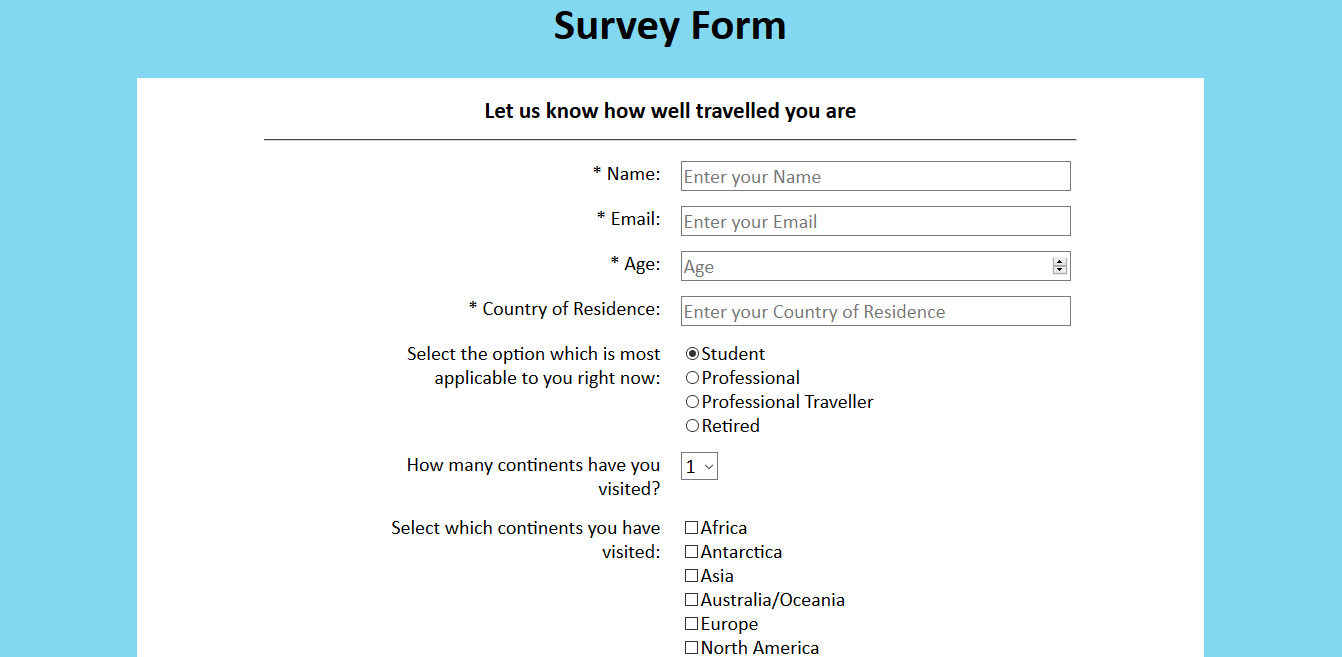 Survey Form
Let us know how well travelled you are
* Name:
Enter your Name
* Email:
Enter your Email
* Age:
Age
* Country of Residence:
Enter your Country of Residence
Select the option which is most
applicable to you right now:
Student
Professional
Professional Traveller
Retired
How many continents have you
visited?
1
Select which continents you have
visited:
Africa
Antarctica
Asia
Australia/Oceania
Europe
North America